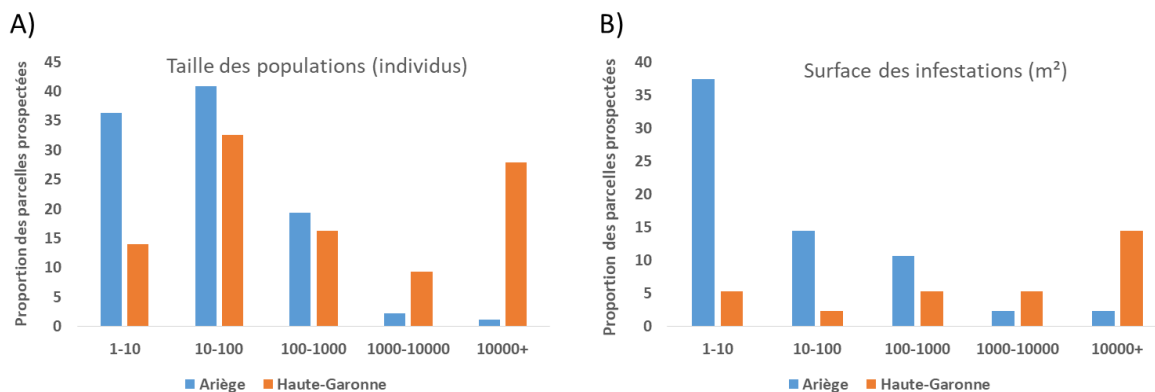 A)
Taille des populations (individus)
Proportion des parcelles prospectées
45
40
35
30
25
20
15
10
5
0
1-10 10-100 100-1000 1000-10000 10000+
Ariège Haute-Garonne
B)
Surface des infestations (m²)
Proportion des parcelles prospectées
40
35
30
25
20
15
10
5
0
1-10 10-100 100-1000 1000-10000 10000+
Ariège Haute-Garonne